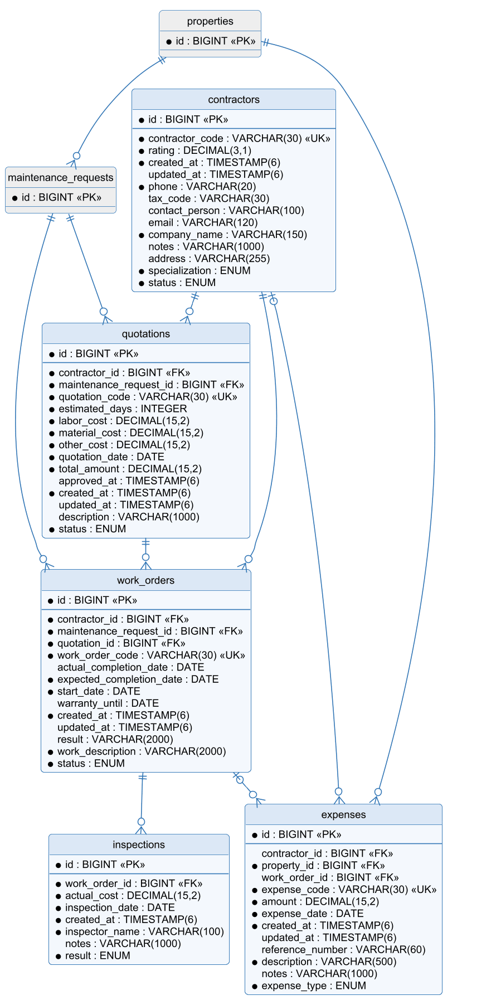 properties
id : BIGINT «PK»
contractors
id : BIGINT «PK»
contractor_code : VARCHAR(30) «UK»
rating : DECIMAL(3,1)
created_at : TIMESTAMP(6)
updated_at : TIMESTAMP(6)
phone : VARCHAR(20)
tax_code : VARCHAR(30)
contact_person : VARCHAR(100)
email : VARCHAR(120)
company_name : VARCHAR(150)
notes : VARCHAR(1000)
address : VARCHAR(255)
specialization : ENUM
status : ENUM
maintenance_requests
id : BIGINT «PK»
quotations
id : BIGINT «PK»
contractor_id : BIGINT «FK»
maintenance_request_id : BIGINT «FK»
quotation_code : VARCHAR(30) «UK»
estimated_days : INTEGER
labor_cost : DECIMAL(15,2)
material_cost : DECIMAL(15,2)
other_cost : DECIMAL(15,2)
quotation_date : DATE
total_amount : DECIMAL(15,2)
approved_at : TIMESTAMP(6)
created_at : TIMESTAMP(6)
updated_at : TIMESTAMP(6)
description : VARCHAR(1000)
status : ENUM
work_orders
id : BIGINT «PK»
contractor_id : BIGINT «FK»
maintenance_request_id : BIGINT «FK»
quotation_id : BIGINT «FK»
work_order_code : VARCHAR(30) «UK»
actual_completion_date : DATE
expected_completion_date : DATE
start_date : DATE
warranty_until : DATE
created_at : TIMESTAMP(6)
updated_at : TIMESTAMP(6)
result : VARCHAR(2000)
work_description : VARCHAR(2000)
status : ENUM
inspections
id : BIGINT «PK»
work_order_id : BIGINT «FK»
actual_cost : DECIMAL(15,2)
inspection_date : DATE
created_at : TIMESTAMP(6)
inspector_name : VARCHAR(100)
notes : VARCHAR(1000)
result : ENUM
expenses
id : BIGINT «PK»
contractor_id : BIGINT «FK»
property_id : BIGINT «FK»
work_order_id : BIGINT «FK»
expense_code : VARCHAR(30) «UK»
amount : DECIMAL(15,2)
expense_date : DATE
created_at : TIMESTAMP(6)
updated_at : TIMESTAMP(6)
reference_number : VARCHAR(60)
description : VARCHAR(500)
notes : VARCHAR(1000)
expense_type : ENUM